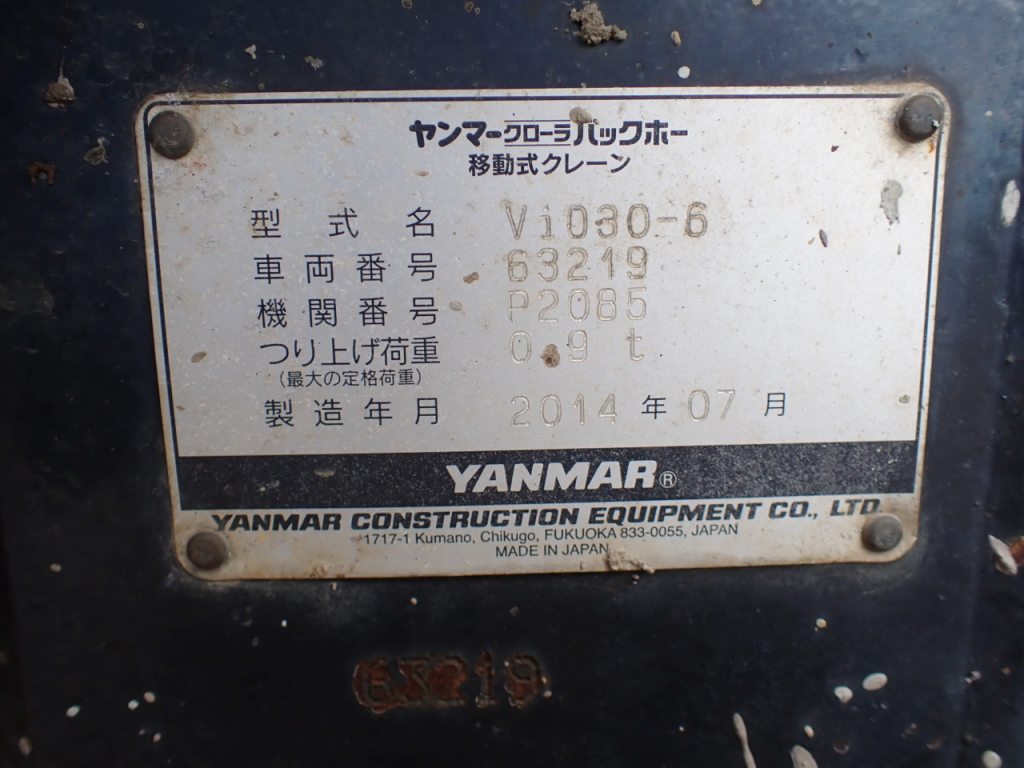 ヤンマークローラバックホー
移動式クレーン
型式名 ViO30-6
車両番号 63219
機関番号 P2085
つり上げ荷重 0.9 t
(最大の定格荷重)
製造年月 2014 年 07 月
YANMAR®
YANMAR CONSTRUCTION EQUIPMENT CO., LTD.
1717-1 Kumano, Chikugo, FUKUOKA 833-0055, JAPAN
MADE IN JAPAN
63219